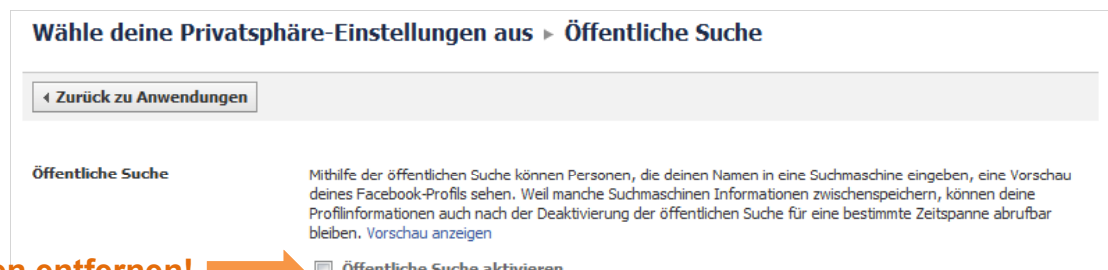 Wähle deine Privatsphäre-Einstellungen aus ▸ Öffentliche Suche
Zurück zu Anwendungen
Öffentliche Suche
Mithilfe der öffentlichen Suche können Personen, die deinen Namen in eine Suchmaschine eingeben, eine Vorschau
deines Facebook-Profils sehen. Weil manche Suchmaschinen Informationen zwischenspeichern, können deine
Profilinformationen auch nach der Deaktivierung der öffentlichen Suche für eine bestimmte Zeitspanne abrufbar
bleiben. Vorschau anzeigen
entfernen! Öffentliche Suche aktivieren